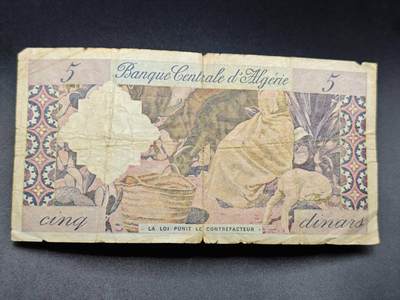 5 Banque Centrale d'Algérie 5
cinq dinars
LA LOI PUNIT LE CONTREFACTEUR